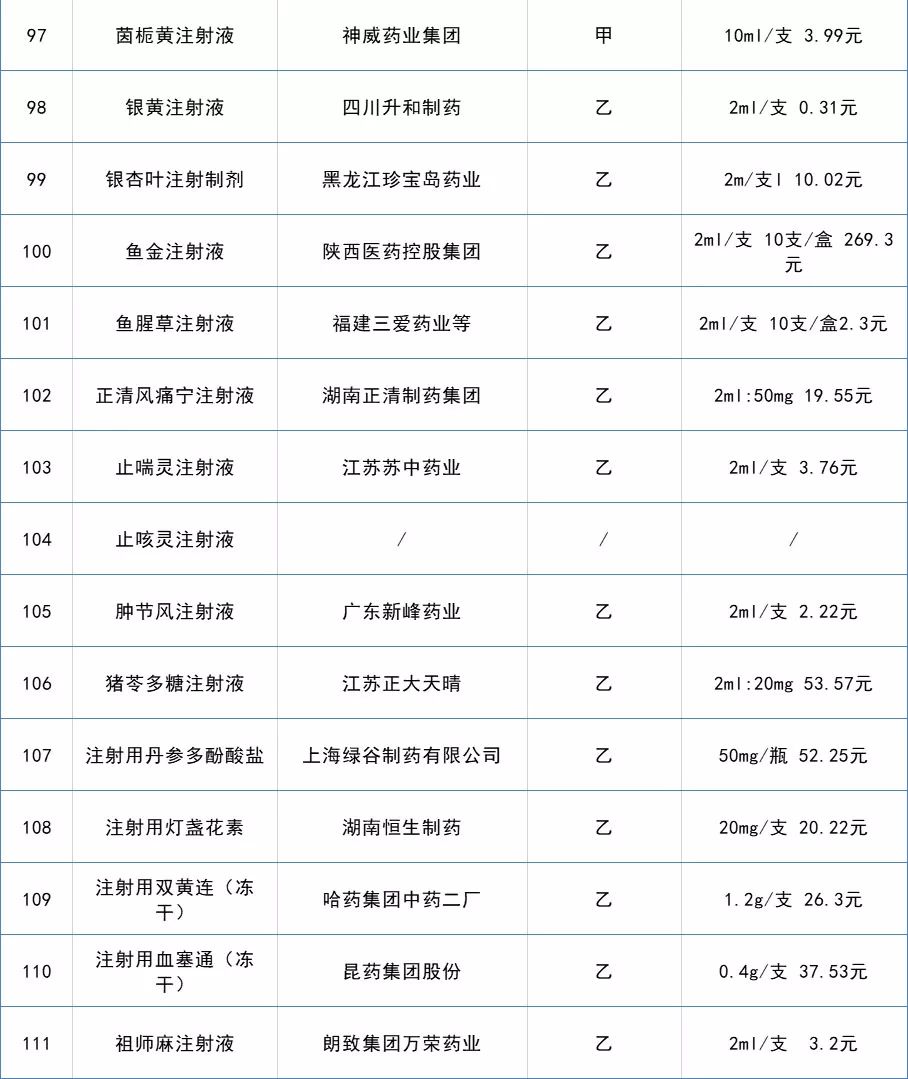 97 茵栀黄注射液 神威药业集团 甲 10ml/支 3.99元
98 银黄注射液 四川升和制药 乙 2ml/支 0.31元
99 银杏叶注射制剂 黑龙江珍宝岛药业 乙 2m/支l 10.02元
100 鱼金注射液 陕西医药控股集团 乙 2ml/支 10支/盒 269.3
元
101 鱼腥草注射液 福建三爱药业等 乙 2ml/支 10支/盒2.3元
102 正清风痛宁注射液 湖南正清制药集团 乙 2ml:50mg 19.55元
103 止喘灵注射液 江苏苏中药业 乙 2ml/支 3.76元
104 止咳灵注射液 / / /
105 肿节风注射液 广东新峰药业 乙 2ml/支 2.22元
106 猪苓多糖注射液 江苏正大天晴 乙 2ml:20mg 53.57元
107 注射用丹参多酚酸盐 上海绿谷制药有限公司 乙 50mg/瓶 52.25元
108 注射用灯盏花素 湖南恒生制药 乙 20mg/支 20.22元
109 注射用双黄连（冻
干） 哈药集团中药二厂 乙 1.2g/支 26.3元
110 注射用血塞通（冻
干） 昆药集团股份 乙 0.4g/支 37.53元
111 祖师麻注射液 朗致集团万荣药业 乙 2ml/支 3.2元